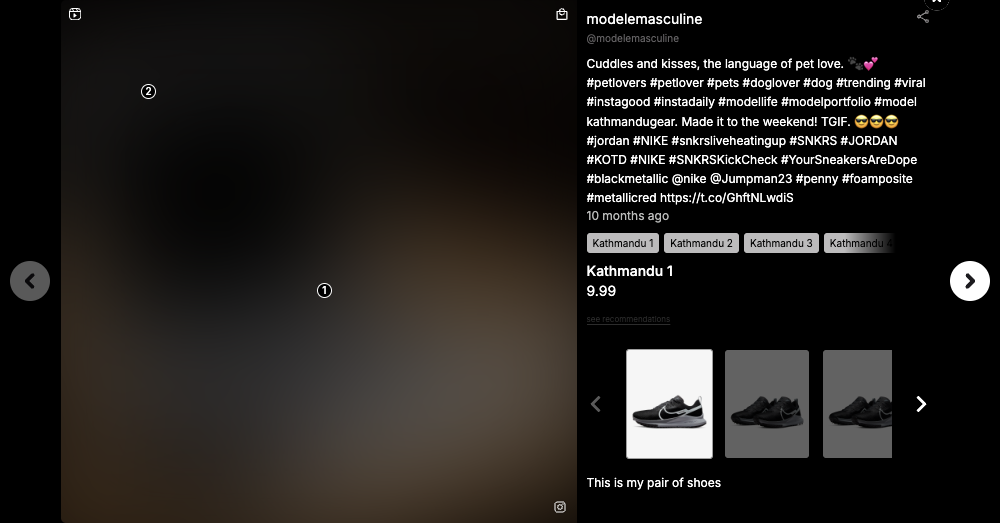 2
1
modelemasculine
@modelemasculine
Cuddles and kisses, the language of pet love. 🐾💕
#petlovers #petlover #pets #doglover #dog #trending #viral
#instagood #instadaily #modellife #modelportfolio #model
kathmandugear. Made it to the weekend! TGIF. 😎😎😎
#jordan #NIKE #snkrsliveheatingup #SNKRS #JORDAN
#KOTD #NIKE #SNKRSKickCheck #YourSneakersAreDope
#blackmetallic @nike @Jumpman23 #penny #foamposite
#metallicred https://t.co/GhftNLwdiS
10 months ago
Kathmandu 1 Kathmandu 2 Kathmandu 3 Kathmandu 4
Kathmandu 1
9.99
see recommendations
This is my pair of shoes